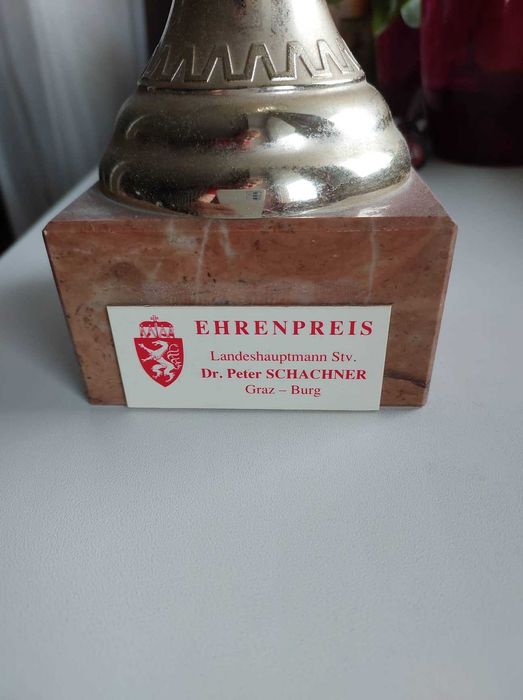 EHRENPREIS
Landeshauptmann Stv.
Dr. Peter SCHACHNER
Graz – Burg